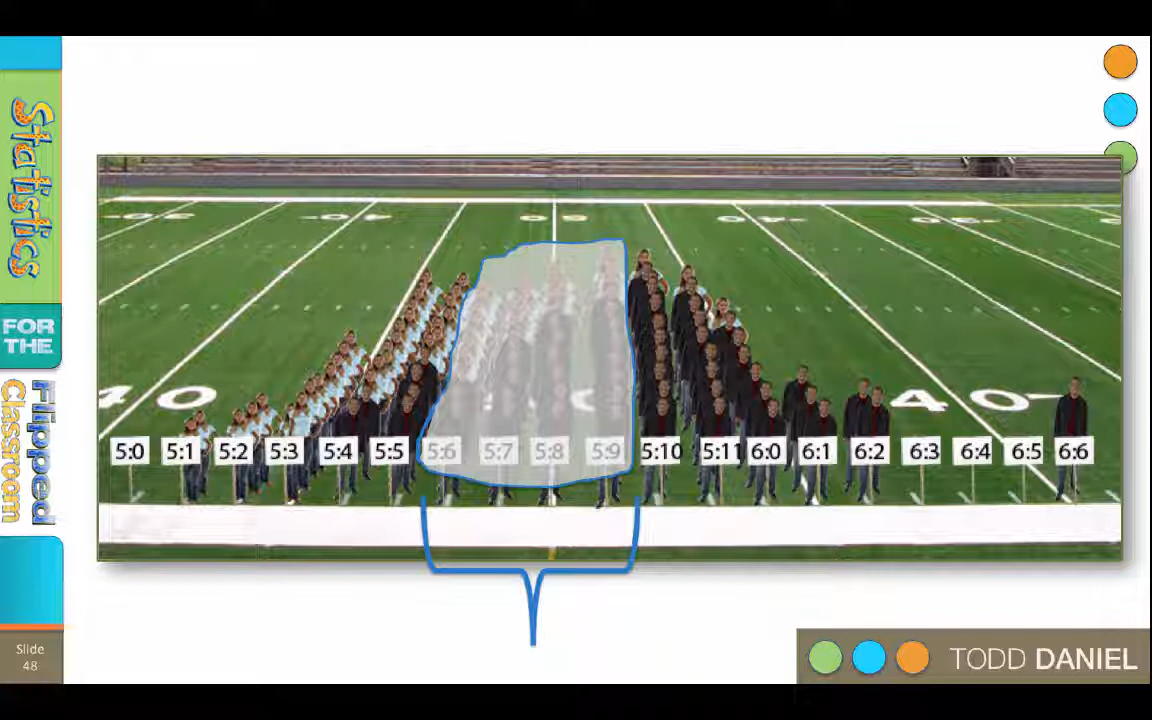 Statistics
FOR
THE
Flipped
Classroom
Slide
48
40
40
5:0 5:1 5:2 5:3 5:4 5:5 5:6 5:7 5:8 5:9 5:10 5:11 6:0 6:1 6:2 6:3 6:4 6:5 6:6
TODD DANIEL